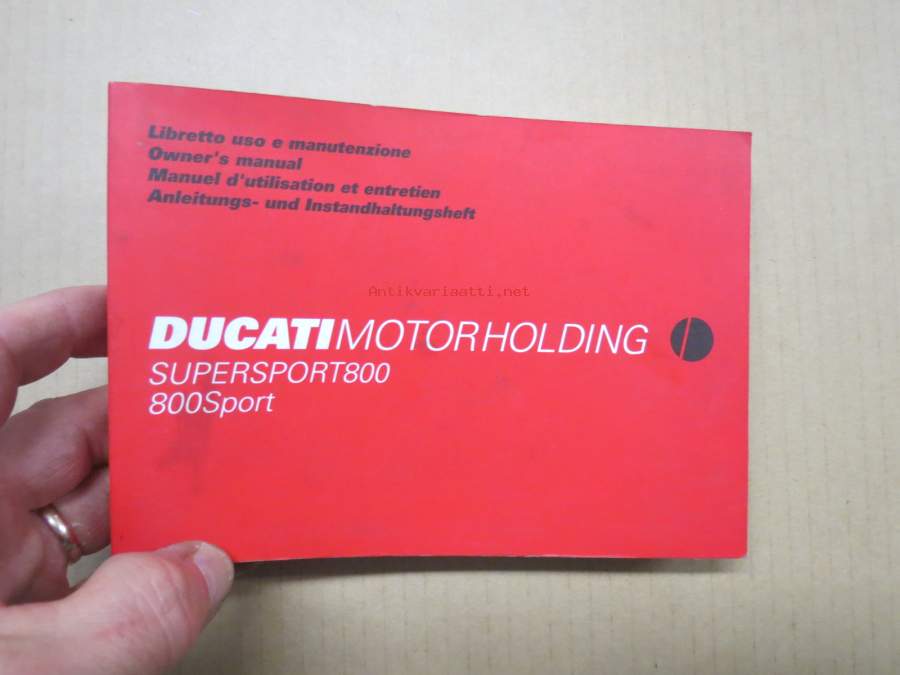 Libretto uso e manutenzione
Owner's manual
Manuel d'utilisation et entretien
Anleitungs- und Instandhaltungsheft
Antikvariaatti.net
DUCATIMOTORHOLDING
SUPERSPORT800
800Sport